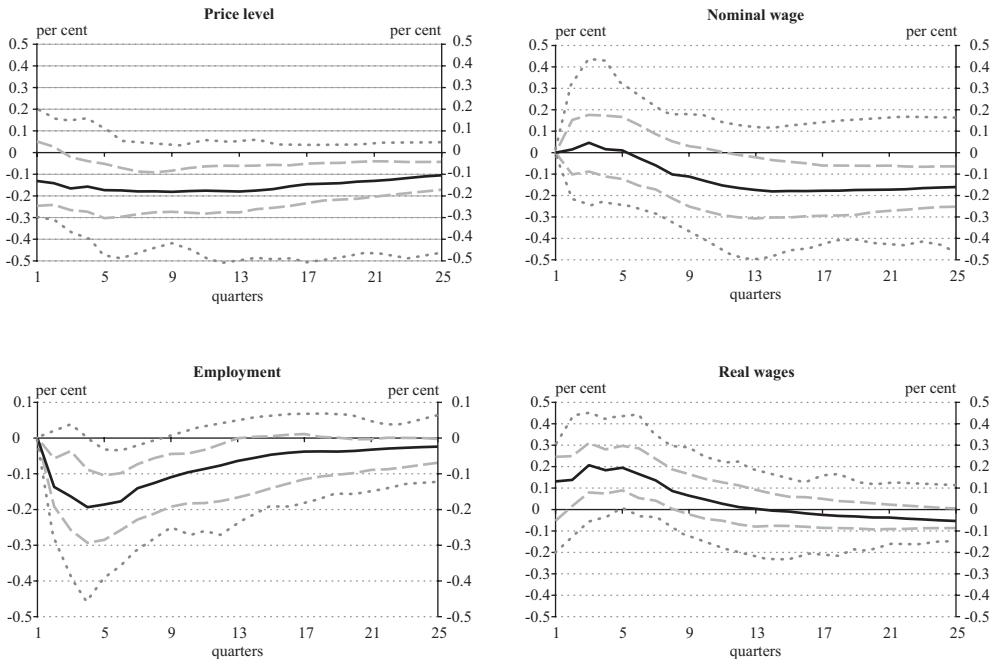 Price level
per cent per cent
0.5 0.5
0.4 0.4
0.3 0.3
0.2 0.2
0.1 0.1
0 0
-0.1 -0.1
-0.2 -0.2
-0.3 -0.3
-0.4 -0.4
-0.5 -0.5
1 5 9 13 17 21 25
quarters
Nominal wage
per cent per cent
0.5 0.5
0.4 0.4
0.3 0.3
0.2 0.2
0.1 0.1
0 0
-0.1 -0.1
-0.2 -0.2
-0.3 -0.3
-0.4 -0.4
-0.5 -0.5
1 5 9 13 17 21 25
quarters
Employment
per cent per cent
0.1 0.1
0 0
-0.1 -0.1
-0.2 -0.2
-0.3 -0.3
-0.4 -0.4
-0.5 -0.5
1 5 9 13 17 21 25
quarters
Real wages
per cent per cent
0.5 0.5
0.4 0.4
0.3 0.3
0.2 0.2
0.1 0.1
0 0
-0.1 -0.1
-0.2 -0.2
-0.3 -0.3
-0.4 -0.4
-0.5 -0.5
1 5 9 13 17 21 25
quarters